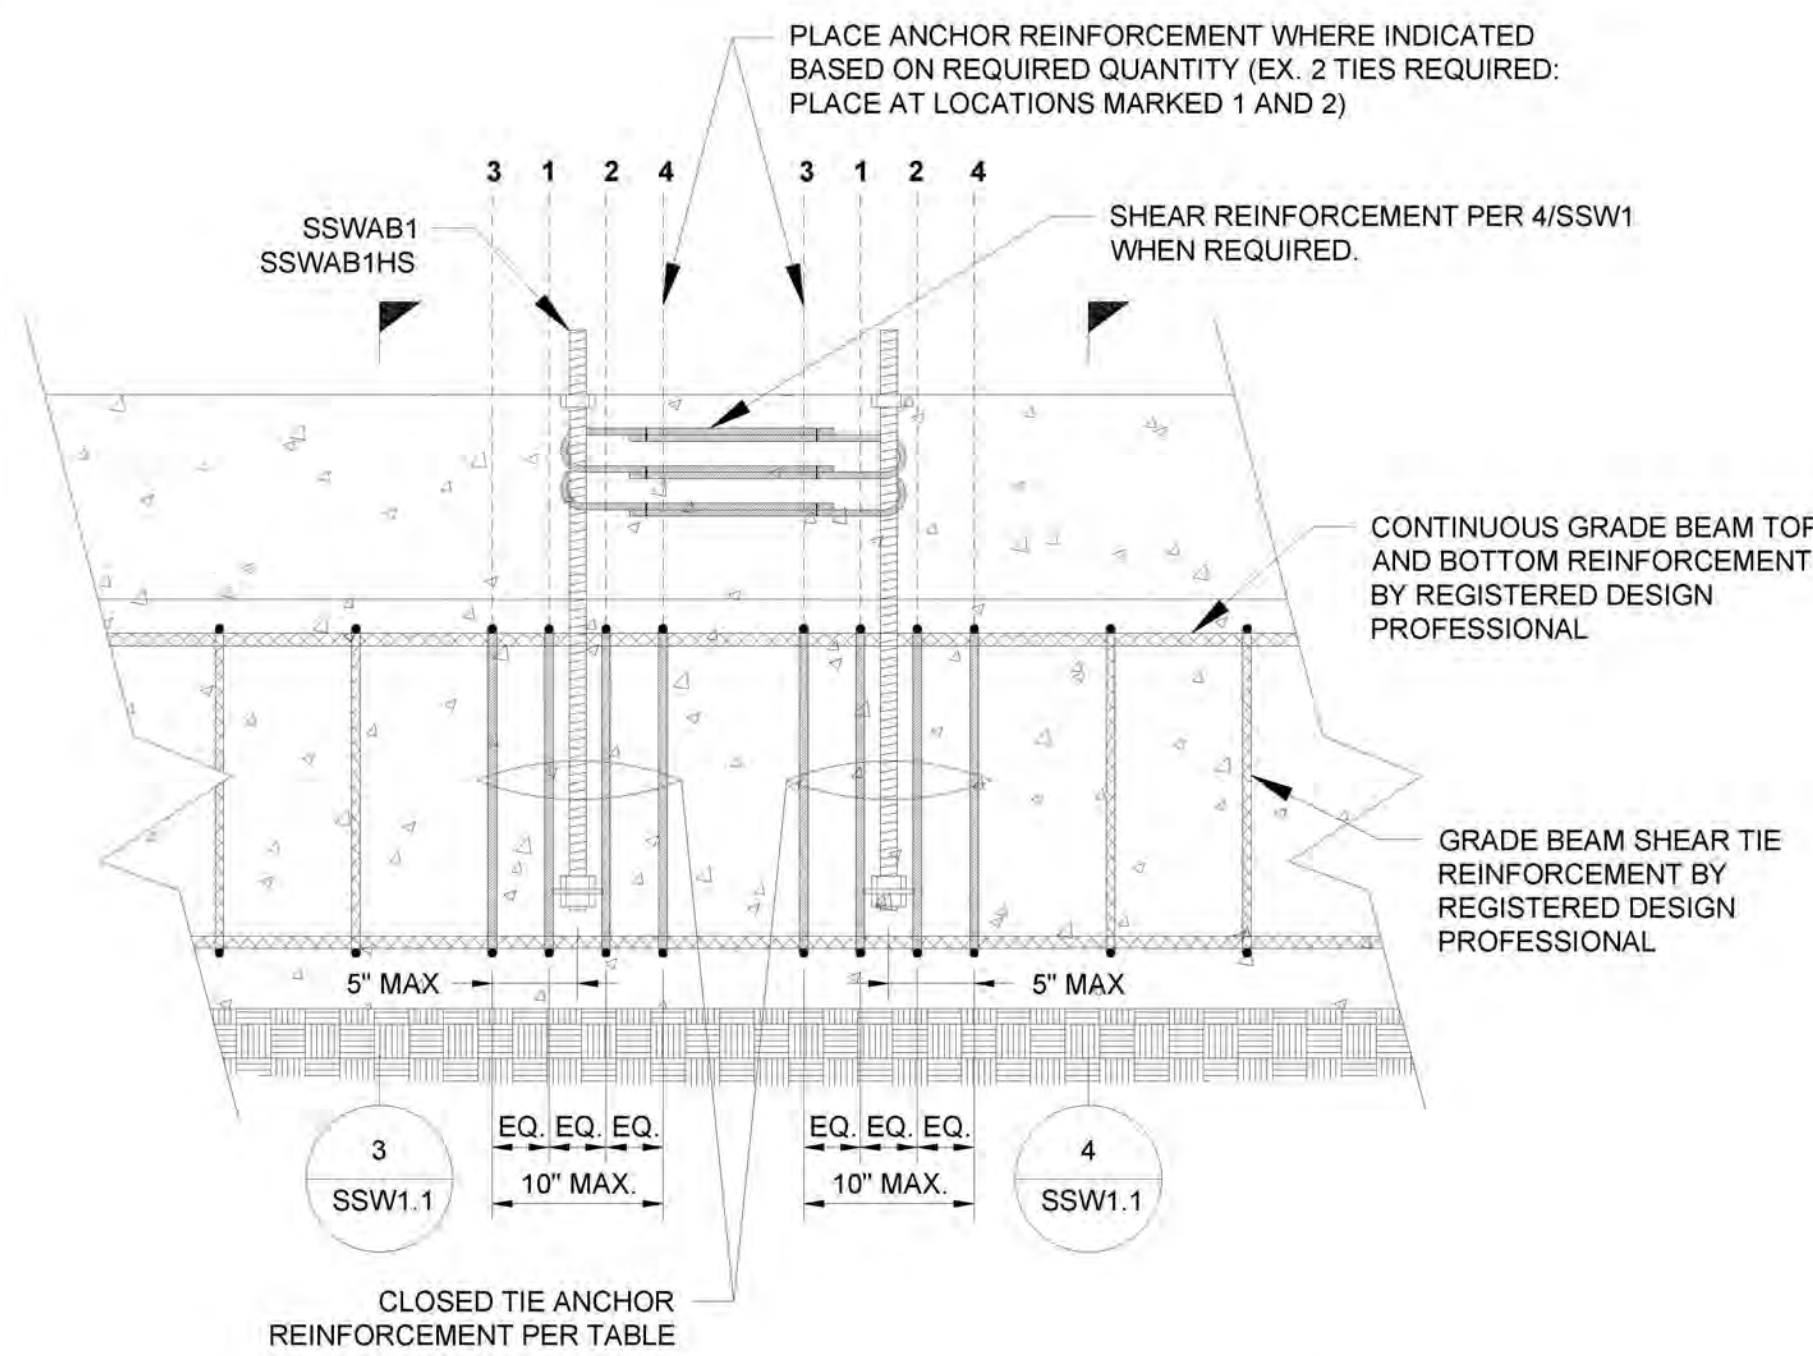 PLACE ANCHOR REINFORCEMENT WHERE INDICATED
BASED ON REQUIRED QUANTITY (EX. 2 TIES REQUIRED:
PLACE AT LOCATIONS MARKED 1 AND 2)
3 1 2 4 3 1 2 4
SSWAB1
SSWAB1HS
SHEAR REINFORCEMENT PER 4/SSW1
WHEN REQUIRED.
CONTINUOUS GRADE BEAM TOP
AND BOTTOM REINFORCEMENT
BY REGISTERED DESIGN
PROFESSIONAL
GRADE BEAM SHEAR TIE
REINFORCEMENT BY
REGISTERED DESIGN
PROFESSIONAL
5" MAX 5" MAX
EQ. EQ. EQ. EQ. EQ. EQ.
10" MAX. 10" MAX.
3
SSW1.1
4
SSW1.1
CLOSED TIE ANCHOR
REINFORCEMENT PER TABLE